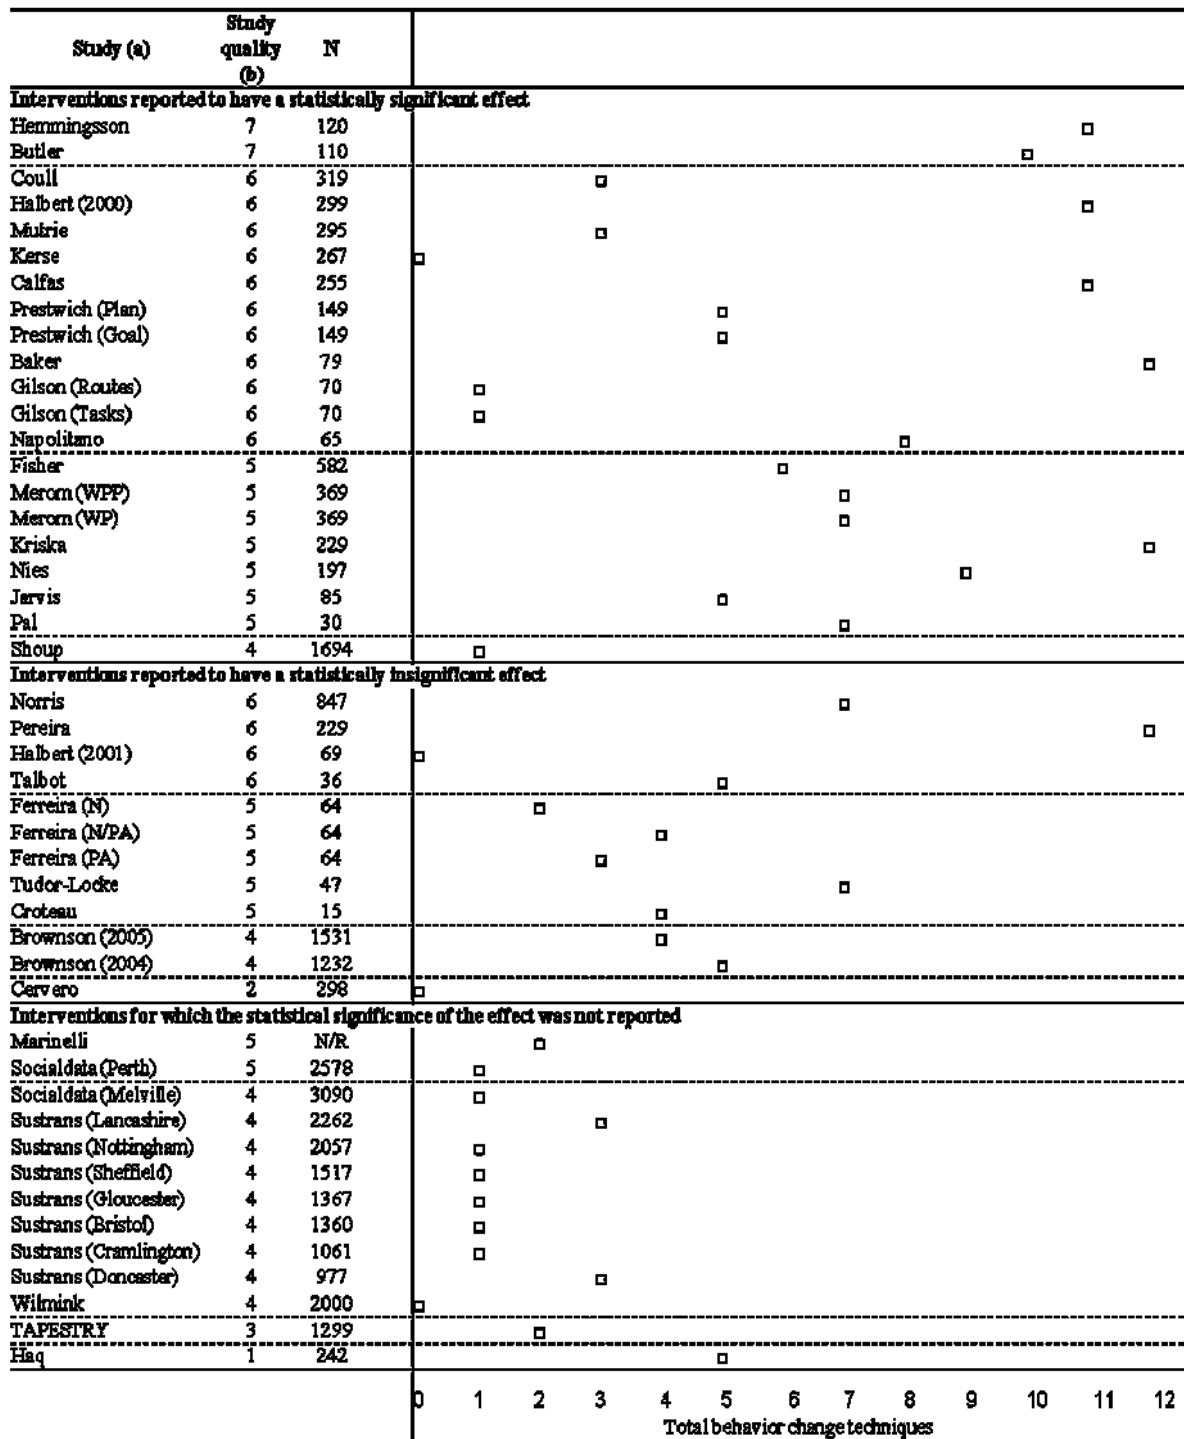 Study (a) Study quality (b) N
Interventions reported to have a statistically significant effect
Hemmingsson 7 120
Butler 7 110
Coull 6 319
Halbert (2000) 6 299
Mutrie 6 295
Kerse 6 267
Calfas 6 255
Prestwich (Plan) 6 149
Prestwich (Goal) 6 149
Baker 6 79
Gilson (Routes) 6 70
Gilson (Tasks) 6 70
Napolitano 6 65
Fisher 5 582
Merom (WPP) 5 369
Merom (WP) 5 369
Kriska 5 229
Nies 5 197
Jarvis 5 85
Pal 5 30
Shoup 4 1694
Interventions reported to have a statistically insignificant effect
Norris 6 847
Pereira 6 229
Halbert (2001) 6 69
Talbot 6 36
Ferreira (N) 5 64
Ferreira (N/PA) 5 64
Ferreira (PA) 5 64
Tudor-Locke 5 47
Croteau 5 15
Brownson (2005) 4 1531
Brownson (2004) 4 1232
Cervero 2 298
Interventions for which the statistical significance of the effect was not reported
Marinelli 5 N/R
Socialdata (Perth) 5 2578
Socialdata (Melville) 4 3090
Sustrans (Lancashire) 4 2262
Sustrans (Nottingham) 4 2057
Sustrans (Sheffield) 4 1517
Sustrans (Gloucester) 4 1367
Sustrans (Bristol) 4 1360
Sustrans (Cramlington) 4 1061
Sustrans (Doncaster) 4 977
Wilmink 4 2000
TAPESTRY 3 1299
Haq 1 242
0 1 2 3 4 5 6 7 8 9 10 11 12
Total behavior change techniques